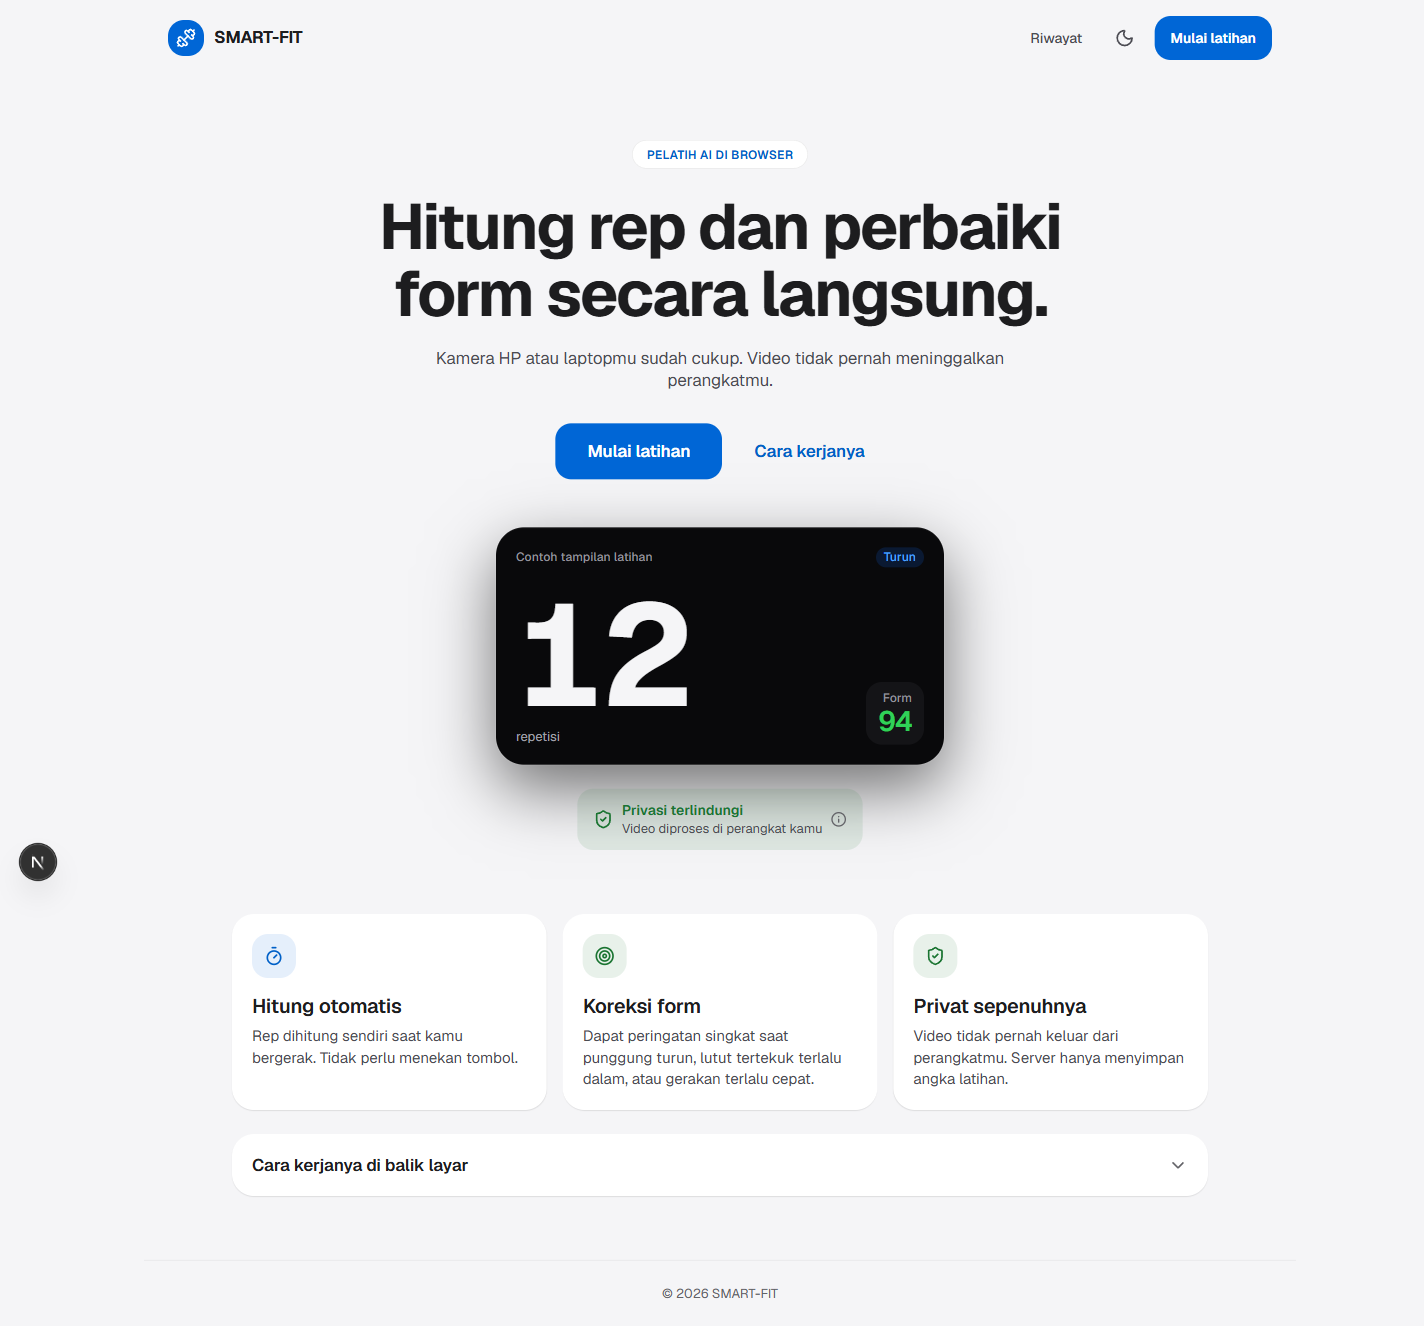 SMART-FIT
Riwayat
Mulai latihan
PELATIH AI DI BROWSER
Hitung rep dan perbaiki
form secara langsung.
Kamera HP atau laptopmu sudah cukup. Video tidak pernah meninggalkan
perangkatmu.
Mulai latihan
Cara kerjanya
Contoh tampilan latihan
Turun
12
repetisi
Form
94
Privasi terlindungi
Video diproses di perangkat kamu
N
Hitung otomatis
Rep dihitung sendiri saat kamu
bergerak. Tidak perlu menekan tombol.
Koreksi form
Dapat peringatan singkat saat
punggung turun, lutut tertekuk terlalu
dalam, atau gerakan terlalu cepat.
Privat sepenuhnya
Video tidak pernah keluar dari
perangkatmu. Server hanya menyimpan
angka latihan.
Cara kerjanya di balik layar
© 2026 SMART-FIT